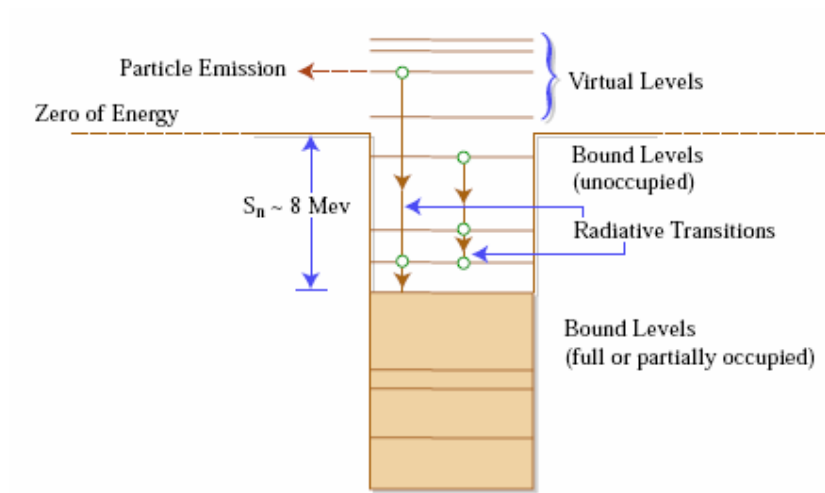 Particle Emission
Virtual Levels
Zero of Energy
Bound Levels
(unoccupied)
Sn ~ 8 Mev
Radiative Transitions
Bound Levels
(full or partially occupied)